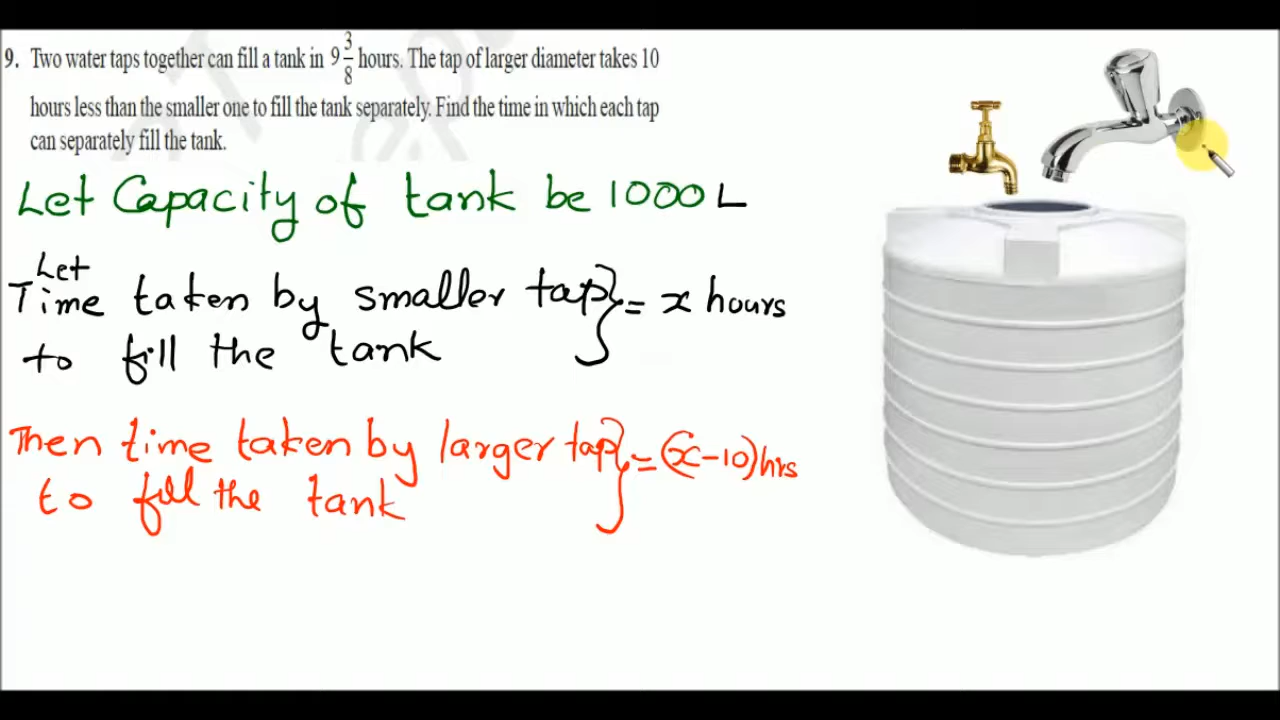 9. Two water taps together can fill a tank in 9 3/8 hours. The tap of larger diameter takes 10
hours less than the smaller one to fill the tank separately. Find the time in which each tap
can separately fill the tank.
Let Capacity of tank be 1000 L
Let
Time taken by smaller tap } = x hours
to fill the tank
Then time taken by larger tap } = (x-10) hrs
to fill the tank